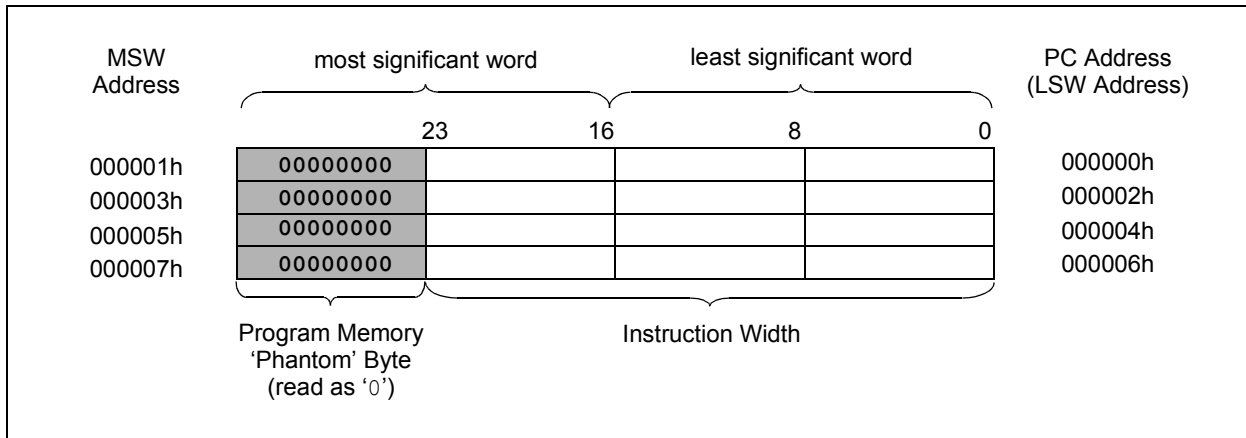 MSW
Address
most significant word
least significant word
PC Address
(LSW Address)
23 16 8 0
000001h 00000000 000000h
000003h 00000000 000002h
000005h 00000000 000004h
000007h 00000000 000006h
Program Memory
‘Phantom’ Byte
(read as ‘0’)
Instruction Width